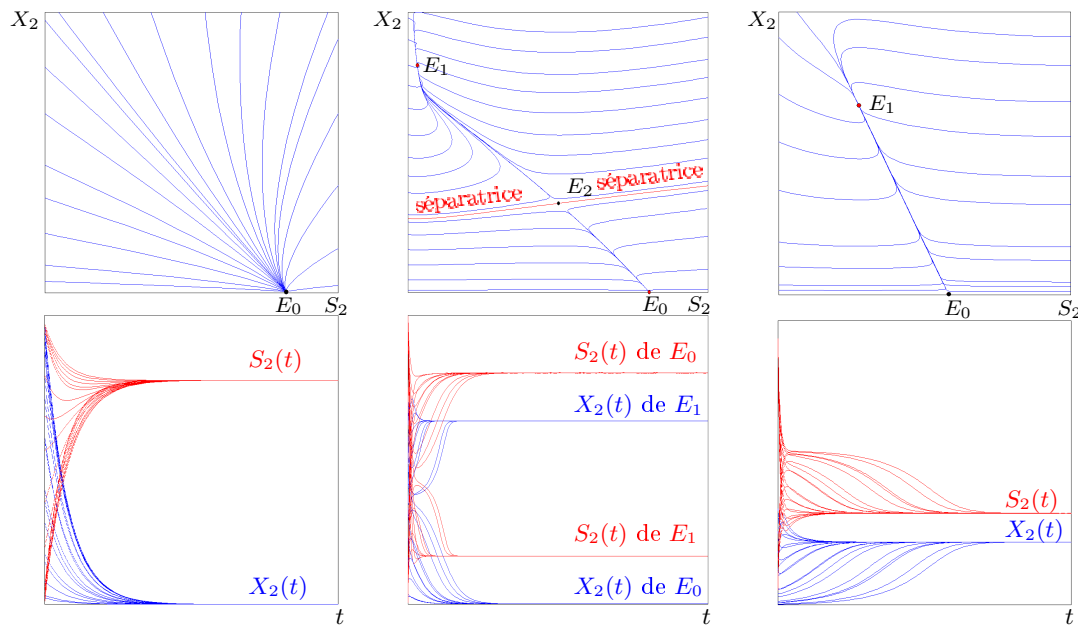 X₂
E₀
S₂
X₂
E₁
séparatrice
E₂
séparatrice
E₀
S₂
X₂
E₁
E₀
S₂
S₂(t)
X₂(t)
t
S₂(t) de E₀
X₂(t) de E₁
S₂(t) de E₁
X₂(t) de E₀
t
S₂(t)
X₂(t)
t